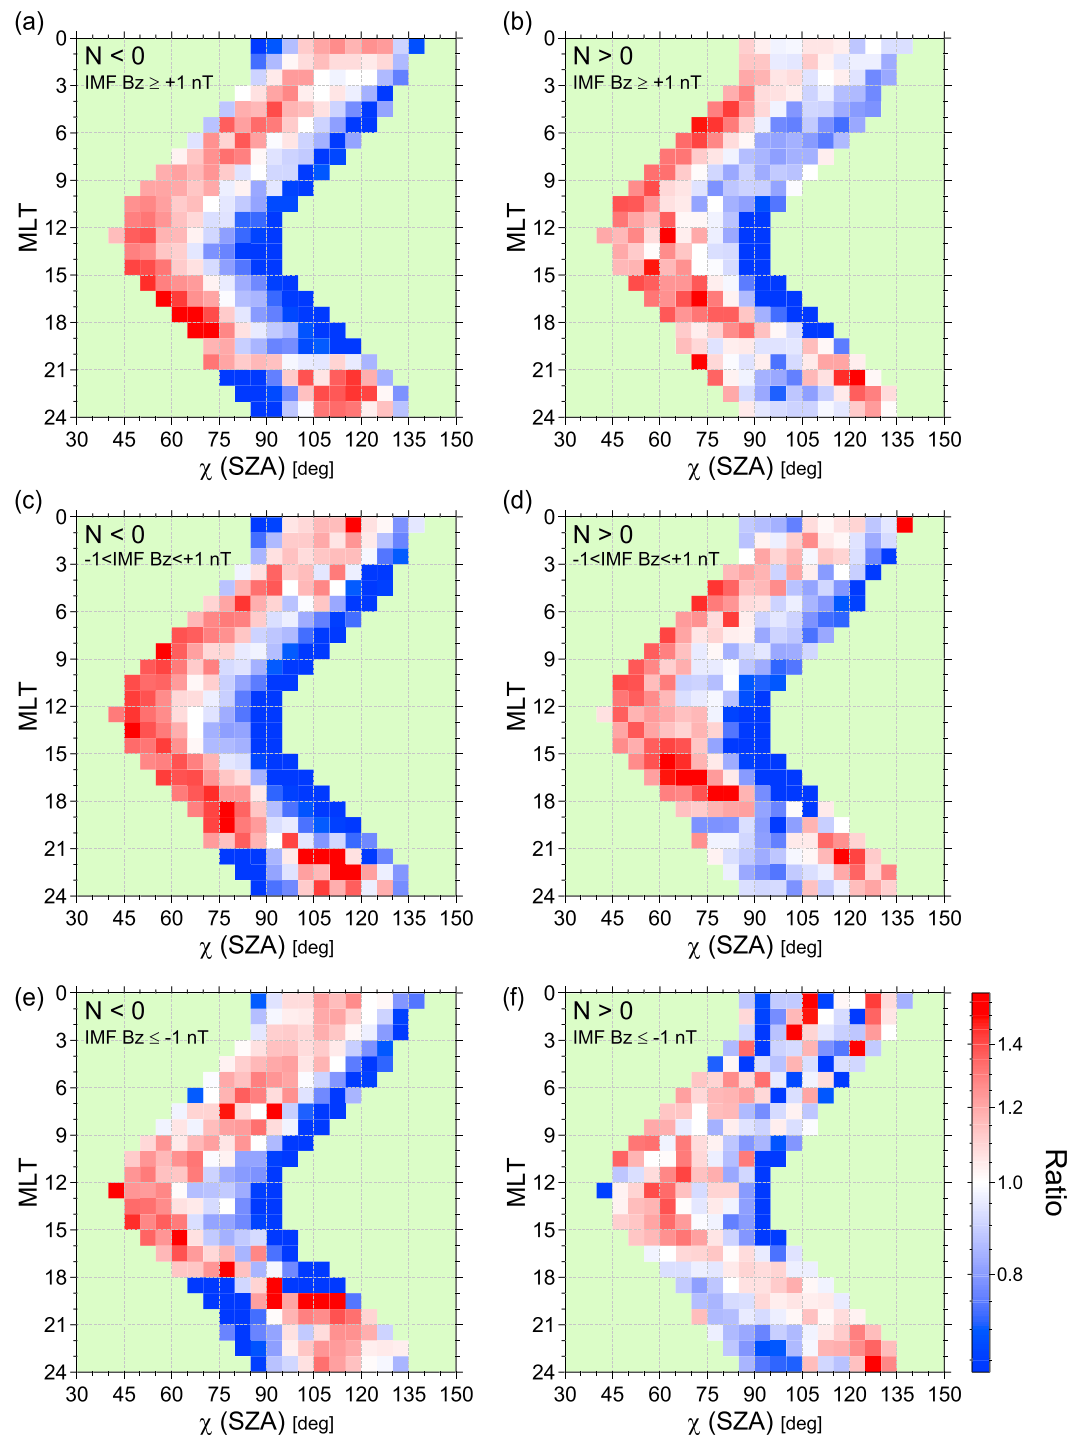 (a)
N < 0
IMF Bz ≥ +1 nT
0
3
6
9
12
15
18
21
24
MLT
30 45 60 75 90 105 120 135 150
χ (SZA) [deg]
(b)
N > 0
IMF Bz ≥ +1 nT
0
3
6
9
12
15
18
21
24
MLT
30 45 60 75 90 105 120 135 150
χ (SZA) [deg]
(c)
N < 0
-1<IMF Bz<+1 nT
0
3
6
9
12
15
18
21
24
MLT
30 45 60 75 90 105 120 135 150
χ (SZA) [deg]
(d)
N > 0
-1<IMF Bz<+1 nT
0
3
6
9
12
15
18
21
24
MLT
30 45 60 75 90 105 120 135 150
χ (SZA) [deg]
(e)
N < 0
IMF Bz ≤ -1 nT
0
3
6
9
12
15
18
21
24
MLT
30 45 60 75 90 105 120 135 150
χ (SZA) [deg]
(f)
N > 0
IMF Bz ≤ -1 nT
0
3
6
9
12
15
18
21
24
MLT
30 45 60 75 90 105 120 135 150
χ (SZA) [deg]
1.4
1.2
1.0
0.8
Ratio